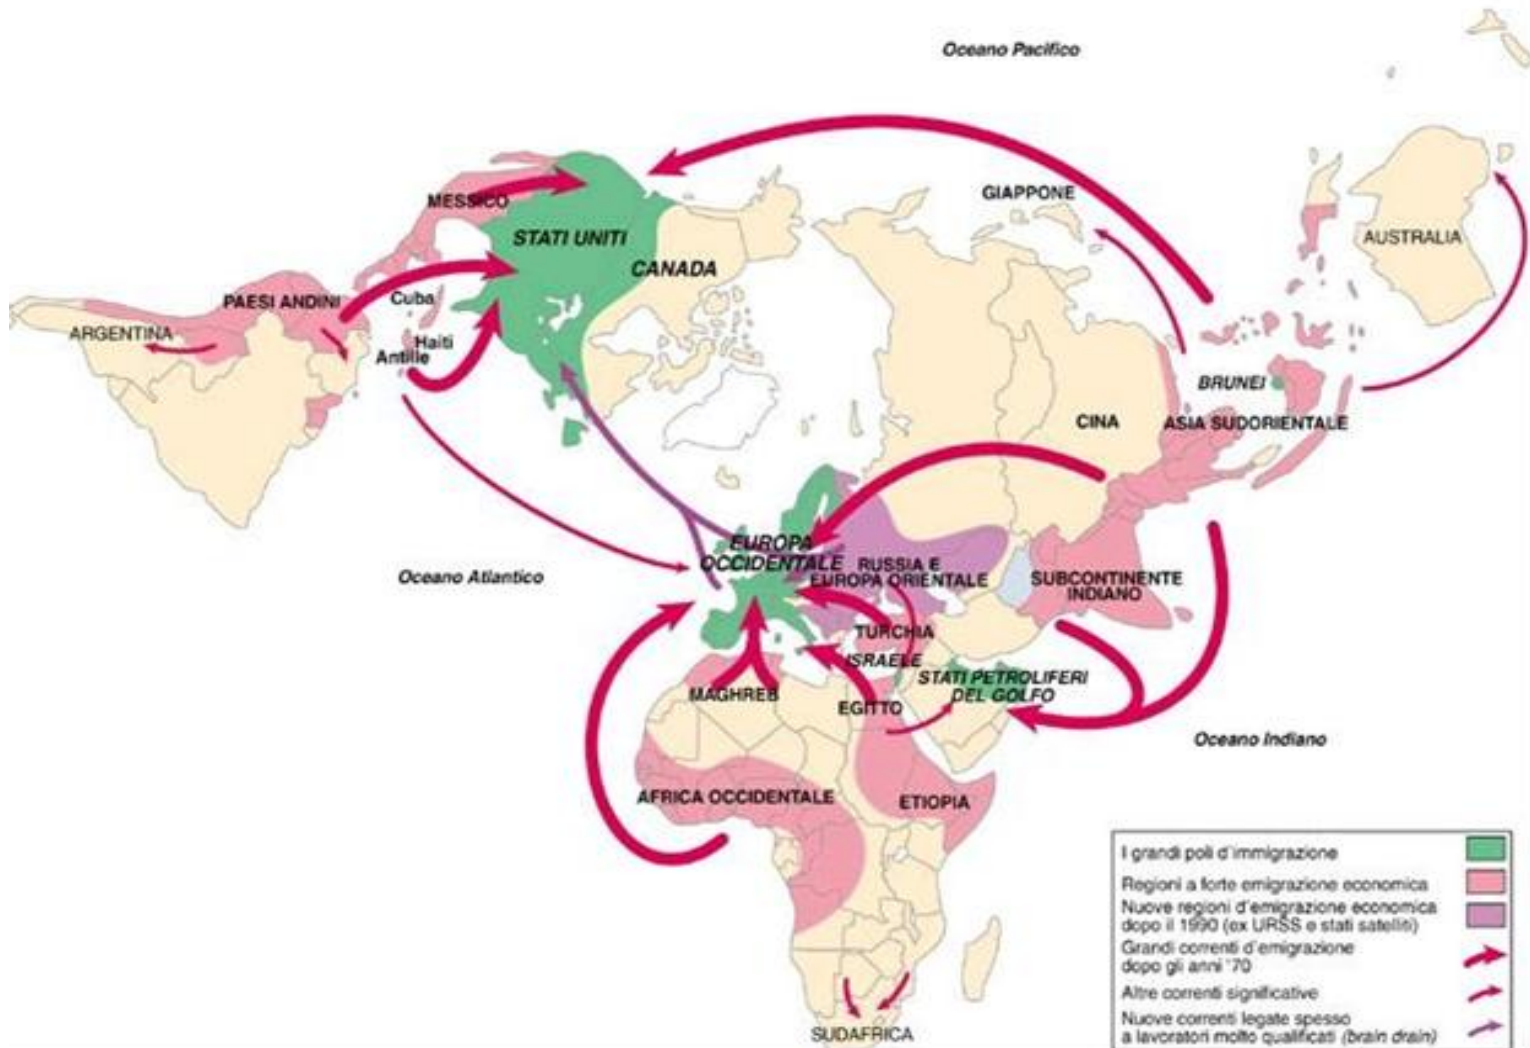 Oceano Pacifico
GIAPPONE
MESSICO
STATI UNITI
CANADA
AUSTRALIA
PAESI ANDINI
Cuba
ARGENTINA
Haiti
Antille
BRUNEI
CINA
ASIA SUDORIENTALE
EUROPA
OCCIDENTALE
RUSSIA E
EUROPA ORIENTALE
Oceano Atlantico
SUBCONTINENTE
INDIANO
TURCHIA
ISRAELE
STATI PETROLIFERI
DEL GOLFO
MAGHREB
EGITTO
Oceano Indiano
AFRICA OCCIDENTALE
ETIOPIA
SUDAFRICA
I grandi poli d'immigrazione
Regioni a forte emigrazione economica
Nuove regioni d'emigrazione economica
dopo il 1990 (ex URSS e stati satelliti)
Grandi correnti d'emigrazione
dopo gli anni '70
Altre correnti significative
Nuove correnti legate spesso
a lavoratori molto qualificati (brain drain)